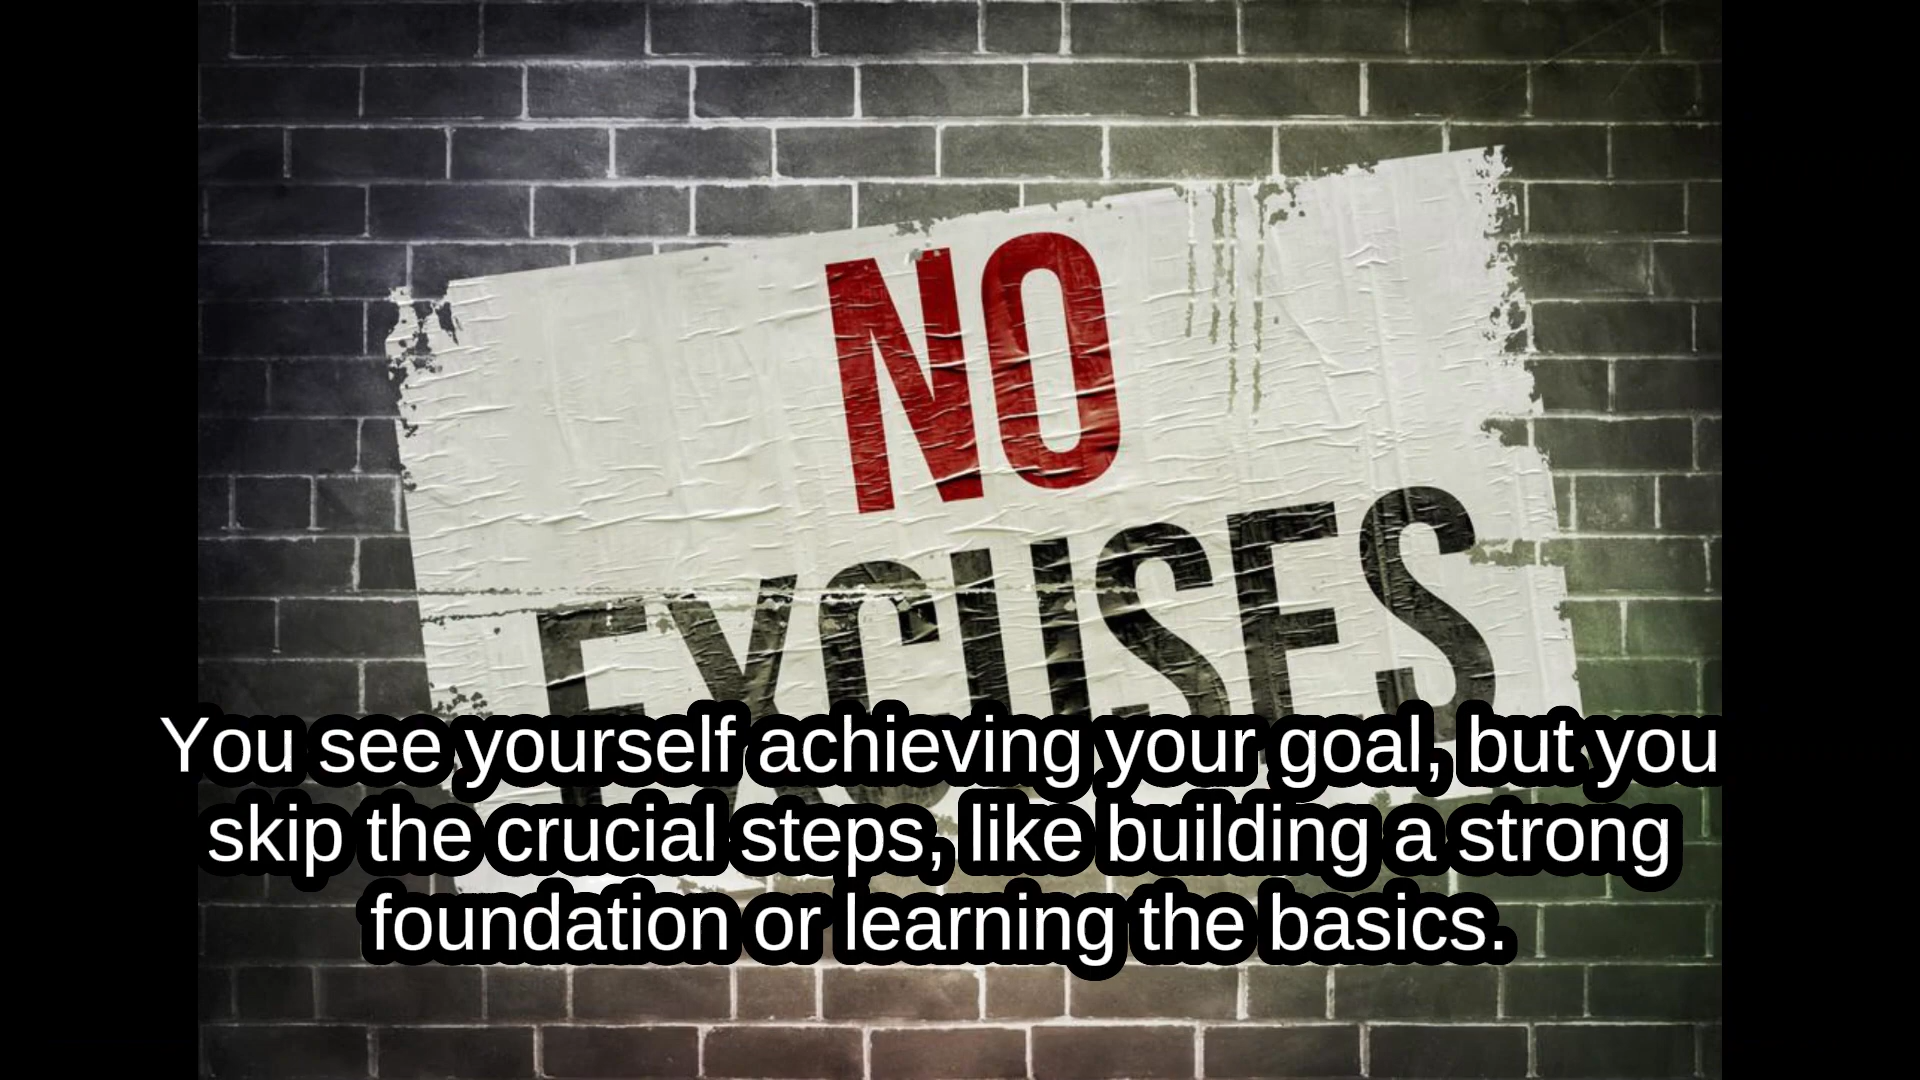 NO
EXCUSES
You see yourself achieving your goal, but you
skip the crucial steps, like building a strong
foundation or learning the basics.